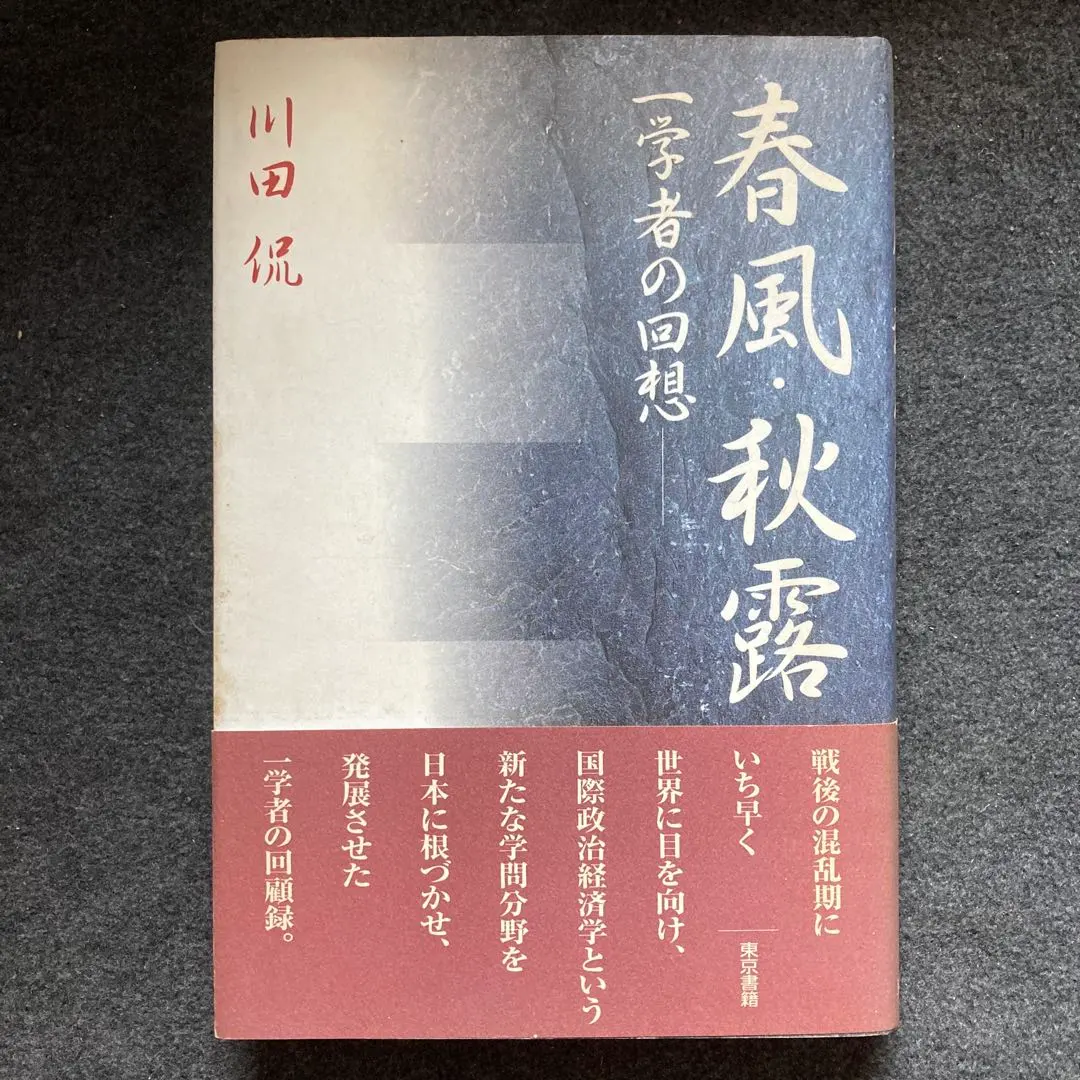 春風・秋露
一学者の回想――
川田 侃
戦後の混乱期に
いち早く
世界に目を向け、
国際政治経済学という
新たな学問分野を
日本に根づかせ、
発展させた
一学者の回顧録。
東京書籍